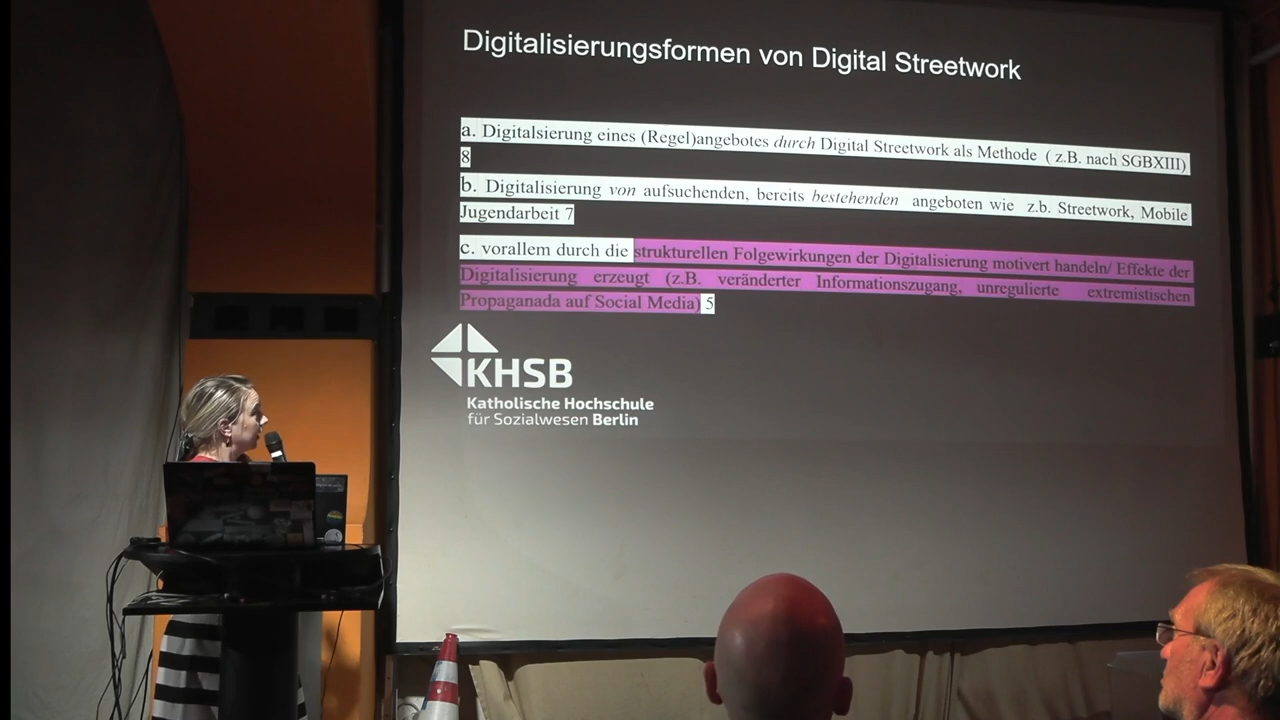 Digitalisierungsformen von Digital Streetwork
a. Digitalsierung eines (Regel)angebotes durch Digital Streetwork als Methode ( z.B. nach SGBXIII)
8
b. Digitalisierung von aufsuchenden, bereits bestehenden angeboten wie z.b. Streetwork, Mobile
Jugendarbeit 7
c. vorallem durch die strukturellen Folgewirkungen der Digitalisierung motivert handeln/ Effekte der
Digitalisierung erzeugt (z.B. veränderter Informationszugang, unregulierte extremistischen
Propaganada auf Social Media) 5
KHSB
Katholische Hochschule
für Sozialwesen Berlin